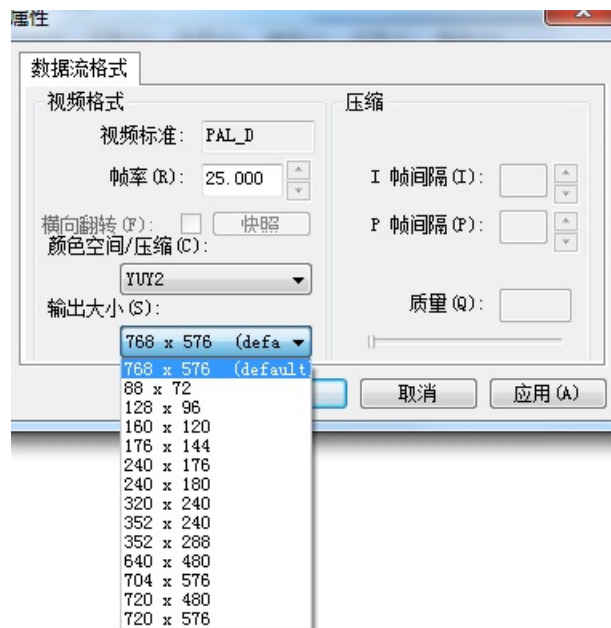 属性
数据流格式
视频格式
视频标准: PAL_D
帧率(R): 25.000
横向翻转(F): 快照
颜色空间/压缩(C):
YUY2
输出大小(S):
768 x 576 (defa
768 x 576 (default
88 x 72
128 x 96
160 x 120
176 x 144
240 x 176
240 x 180
320 x 240
352 x 240
352 x 288
640 x 480
704 x 576
720 x 480
720 x 576
压缩
I 帧间隔(I):
P 帧间隔(P):
质量(Q):
取消
应用(A)